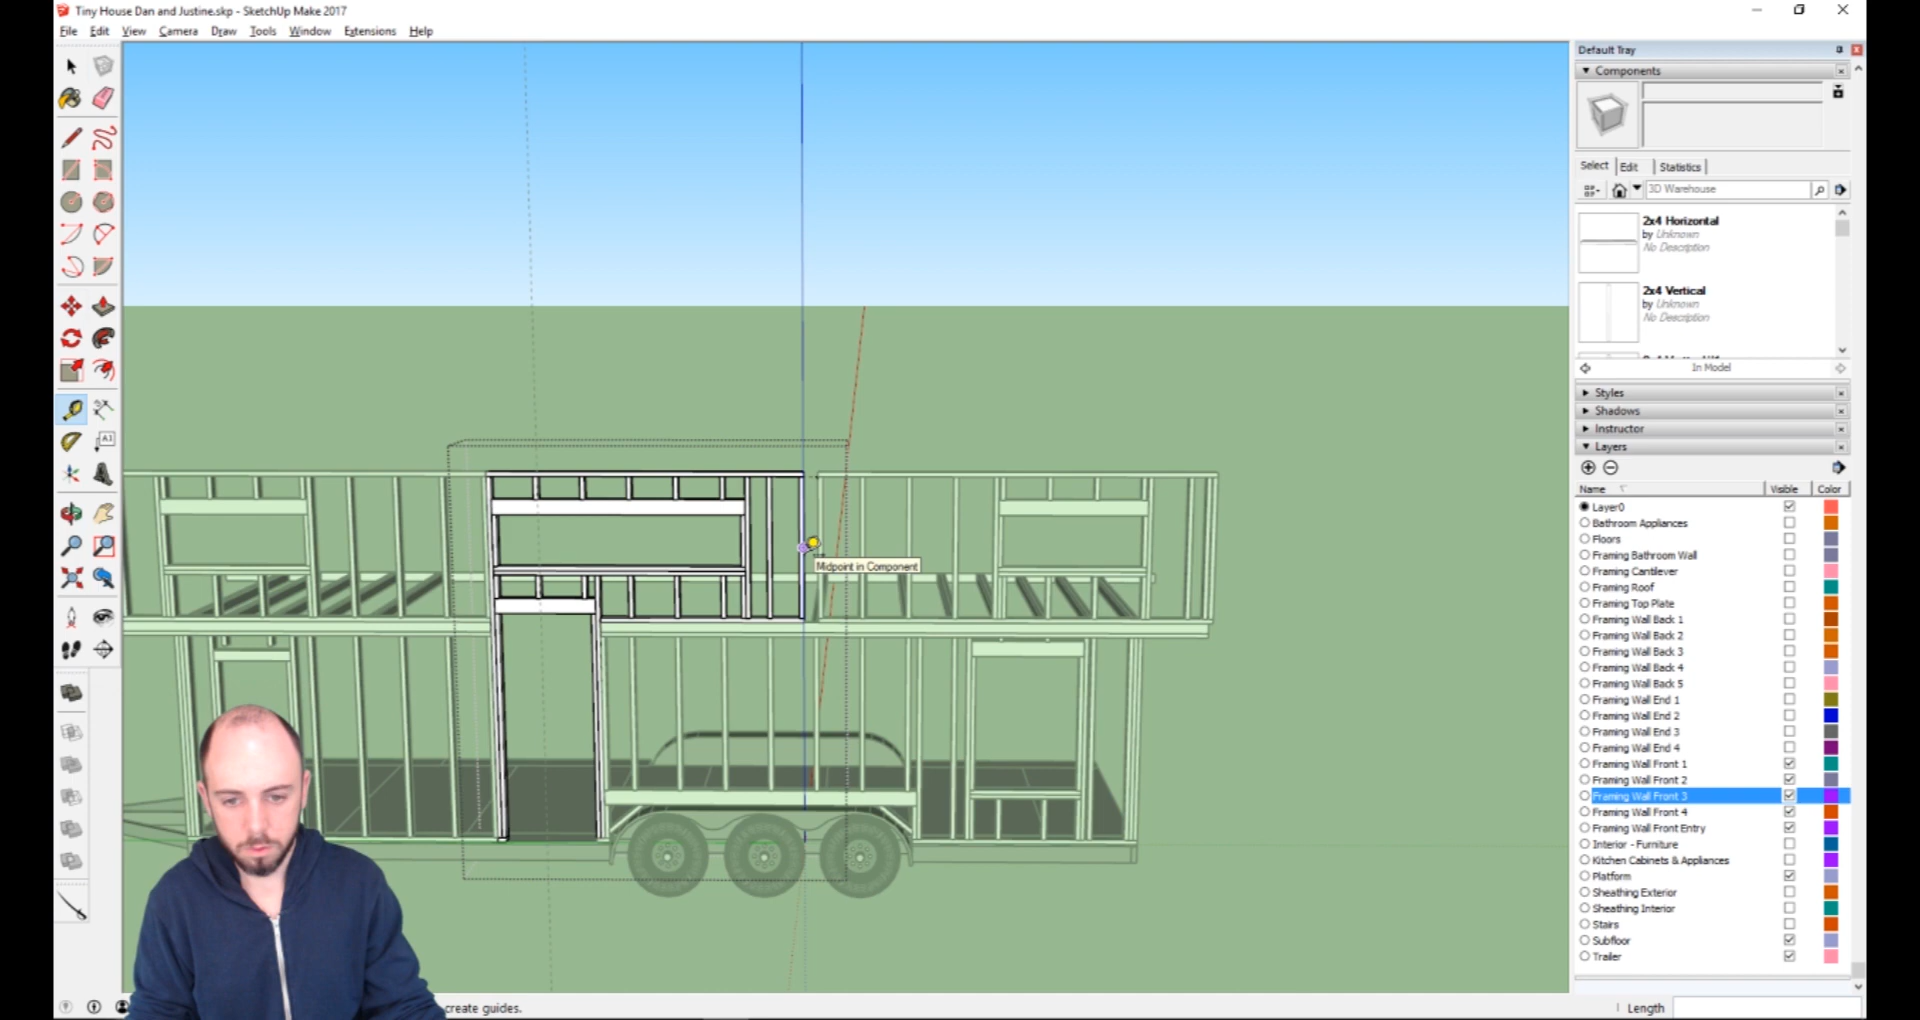 Tiny House Dan and Justine.skp - SketchUp Make 2017
File Edit View Camera Draw Tools Window Extensions Help
Default Tray
Components
Select Edit Statistics
3D Warehouse
2x4 Horizontal
by Unknown
No Description
2x4 Vertical
by Unknown
No Description
In Model
Styles
Shadows
Instructor
Layers
Name Visible Color
Layer0
Bathroom Appliances
Floors
Framing Bathroom Wall
Framing Cantilever
Framing Roof
Framing Top Plate
Framing Wall Back 1
Framing Wall Back 2
Framing Wall Back 3
Framing Wall Back 4
Framing Wall Back 5
Framing Wall End 1
Framing Wall End 2
Framing Wall End 3
Framing Wall End 4
Framing Wall Front 1
Framing Wall Front 2
Framing Wall Front 3
Framing Wall Front 4
Framing Wall Front Entry
Interior - Furniture
Kitchen Cabinets & Appliances
Platform
Sheathing Exterior
Sheathing Interior
Stairs
Subfloor
Trailer
Midpoint in Component
create guides.
Length